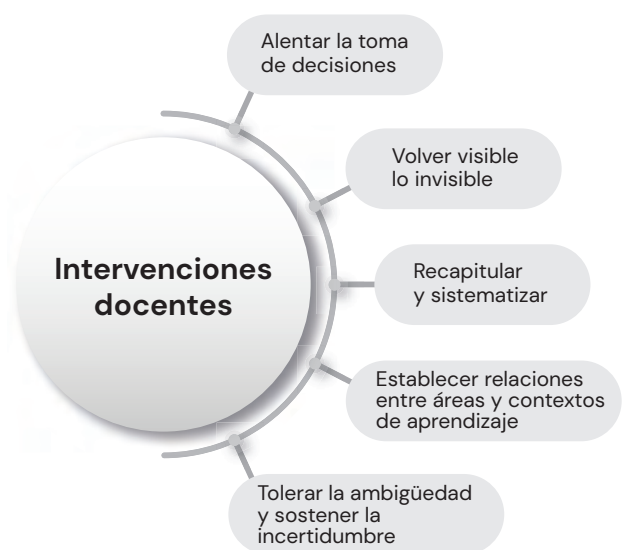 Alentar la toma
de decisiones
Volver visible
lo invisible
Intervenciones
docentes
Recapitular
y sistematizar
Establecer relaciones
entre áreas y contextos
de aprendizaje
Tolerar la ambigüedad
y sostener la
incertidumbre